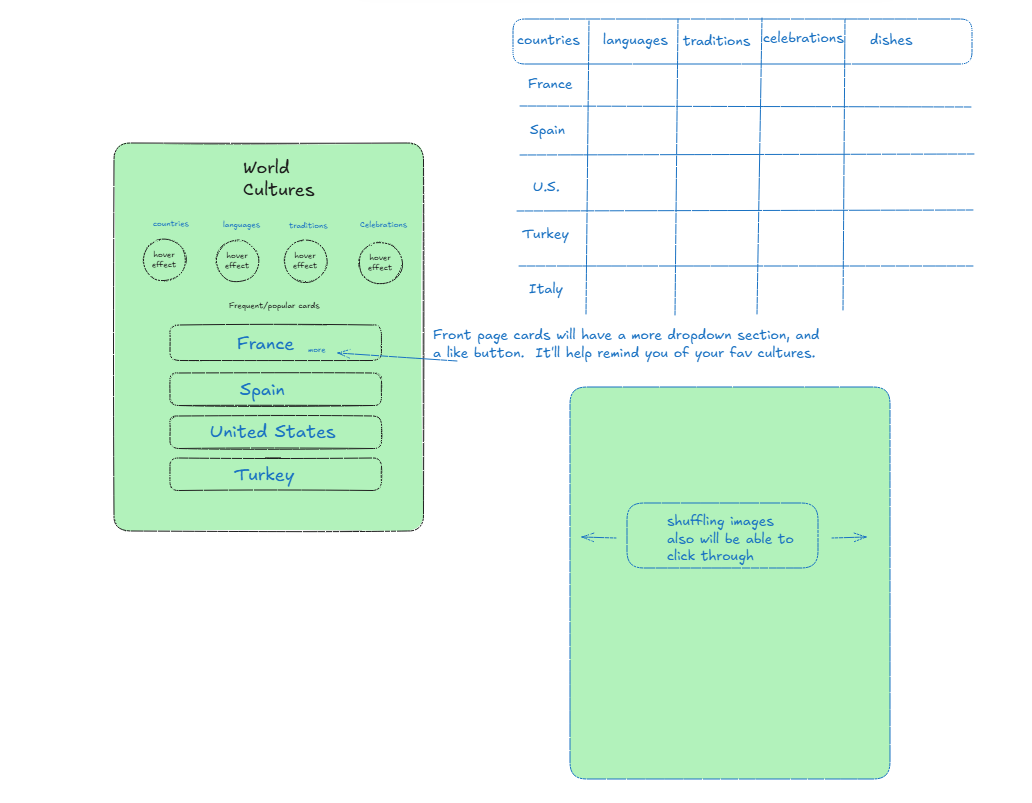 countries languages traditions celebrations dishes
France
Spain
U.S.
Turkey
Italy
World
Cultures
countries languages traditions Celebrations
hover hover hover hover
effect effect effect effect
Frequent/popular cards
France more
Spain
United States
Turkey
Front page cards will have a more dropdown section, and
a like button. It'll help remind you of your fav cultures.
shuffling images
also will be able to
click through